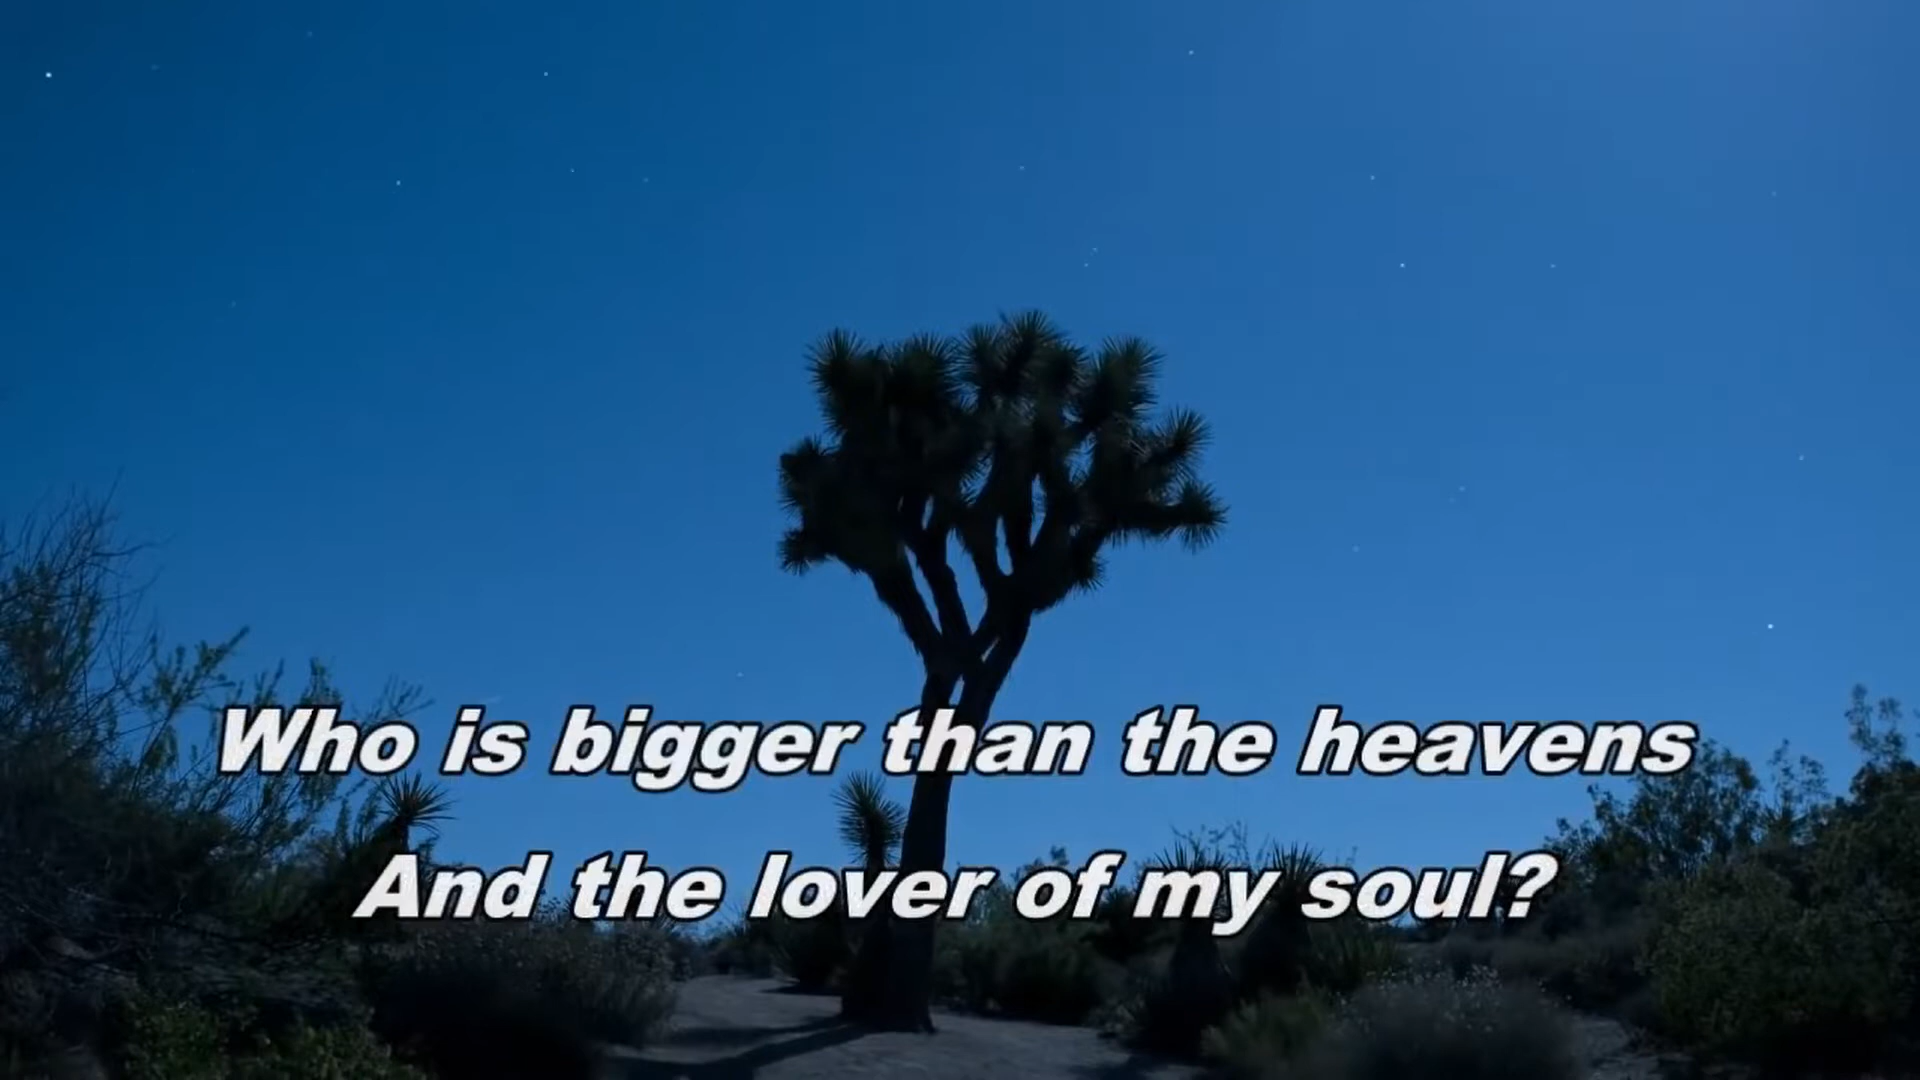 Who is bigger than the heavens
And the lover of my soul?